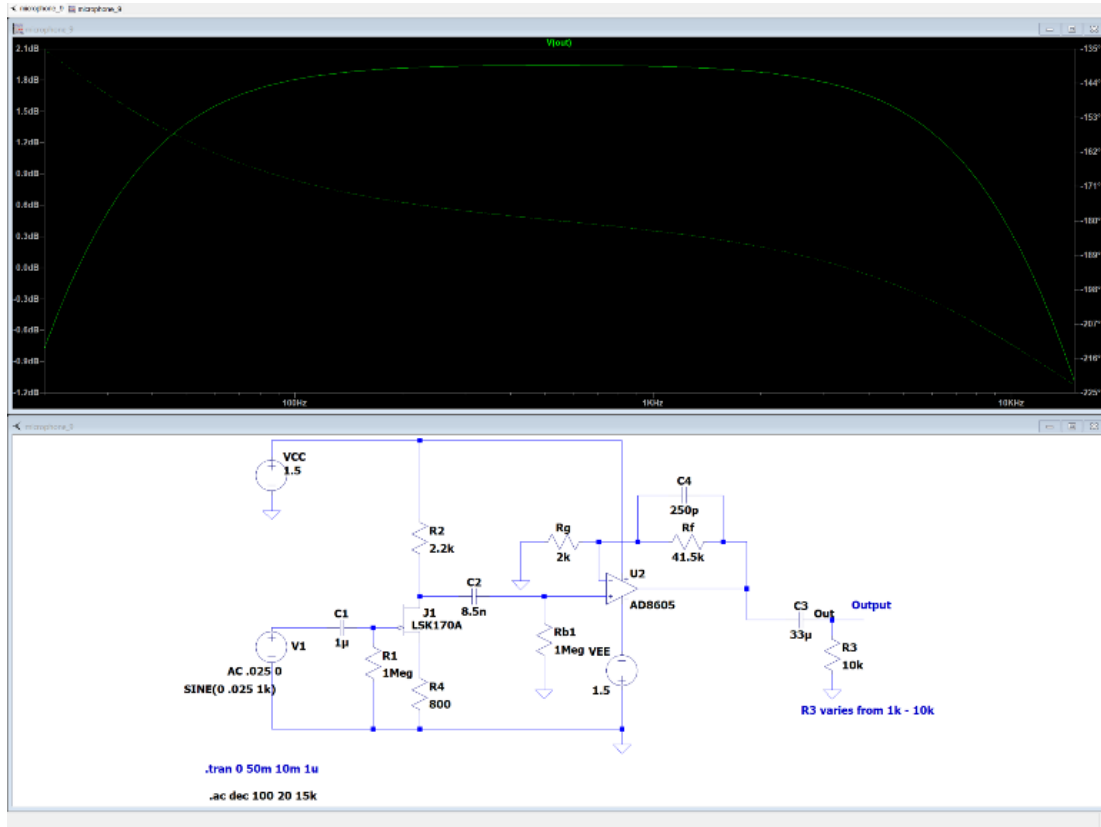 microphone_9 microphone_9
microphone_9
V(out)
2.1dB -135°
1.8dB -144°
1.5dB -153°
1.2dB -162°
0.9dB -171°
0.6dB -180°
0.3dB -189°
0.0dB -198°
-0.3dB -207°
-0.6dB -216°
-0.9dB -225°
-1.2dB
100Hz 1KHz 10KHz
microphone_9
VCC
1.5
R2
2.2k
C4
250p
Rg
2k
Rf
41.5k
U2
AD8605
C2
8.5n
J1
LSK170A
C1
1µ
V1
AC .025 0
SINE(0 .025 1k)
R1
1Meg
R4
800
Rb1
1Meg
VEE
1.5
C3
33µ
Out
Output
R3
10k
R3 varies from 1k - 10k
.tran 0 50m 10m 1u
.ac dec 100 20 15k